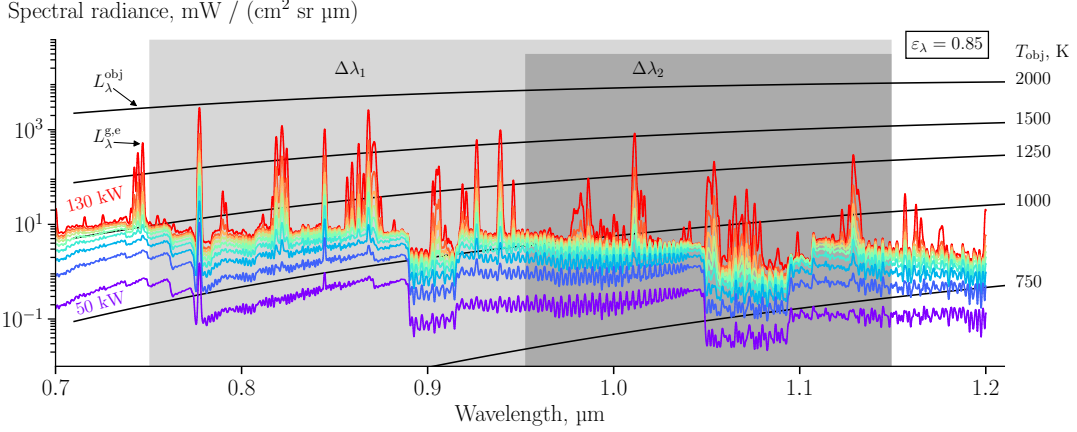 Spectral radiance, mW / (cm² sr µm)
ε_λ = 0.85
T_obj, K
Δλ₁
Δλ₂
L_λ^obj
2000
10³
L_λ^g,e
1500
1250
130 kW
10¹
1000
750
50 kW
10⁻¹
0.7 0.8 0.9 1.0 1.1 1.2
Wavelength, µm